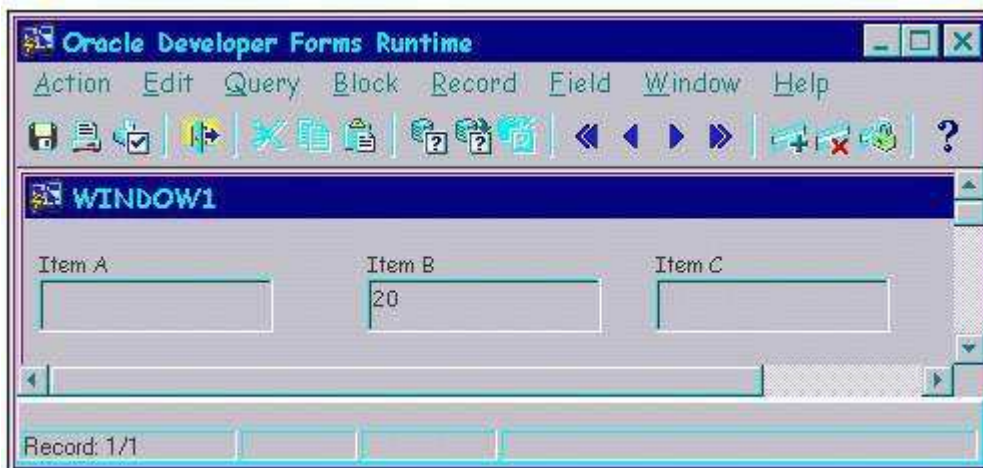 Oracle Developer Forms Runtime
Action Edit Query Block Record Field Window Help
WINDOW1
Item A Item B Item C
20
Record: 1/1